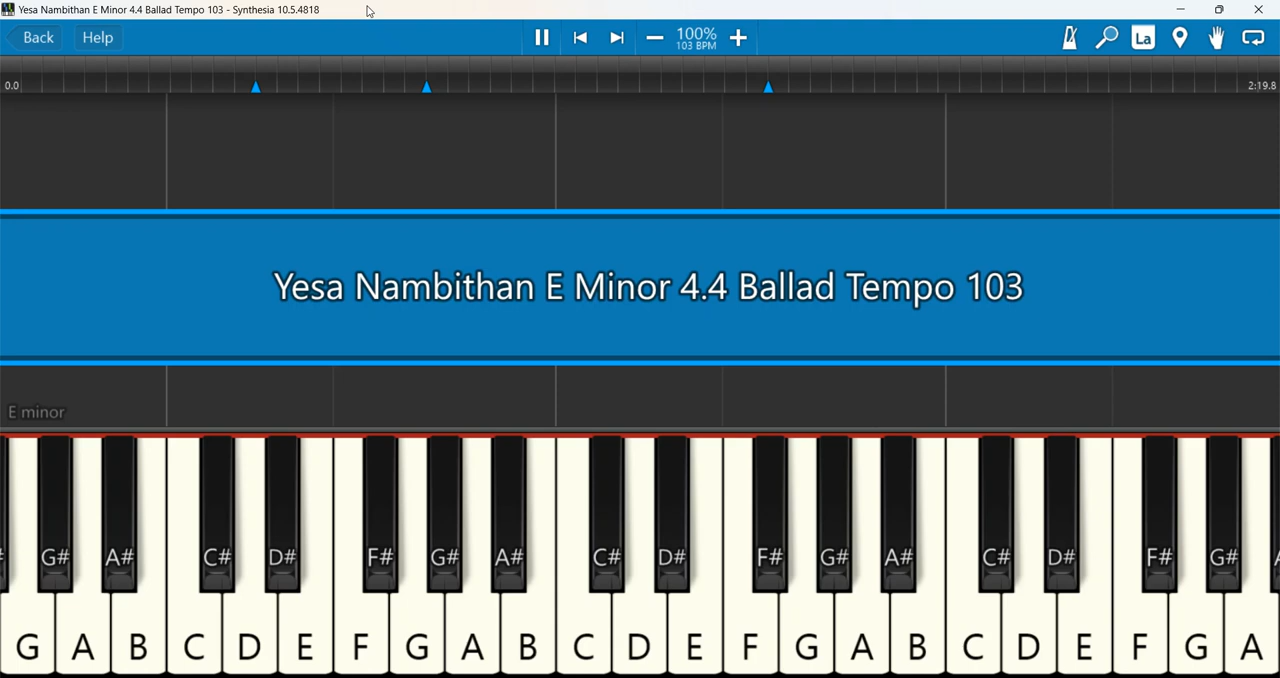 Yesa Nambithan E Minor 4.4 Ballad Tempo 103 - Synthesia 10.5.4818
Back Help 100% La
103 BPM
0.0 2:19.8
Yesa Nambithan E Minor 4.4 Ballad Tempo 103
E minor
G# A# C# D# F# G# A# C# D# F# G# A# C# D# F# G#
G A B C D E F G A B C D E F G A B C D E F G A